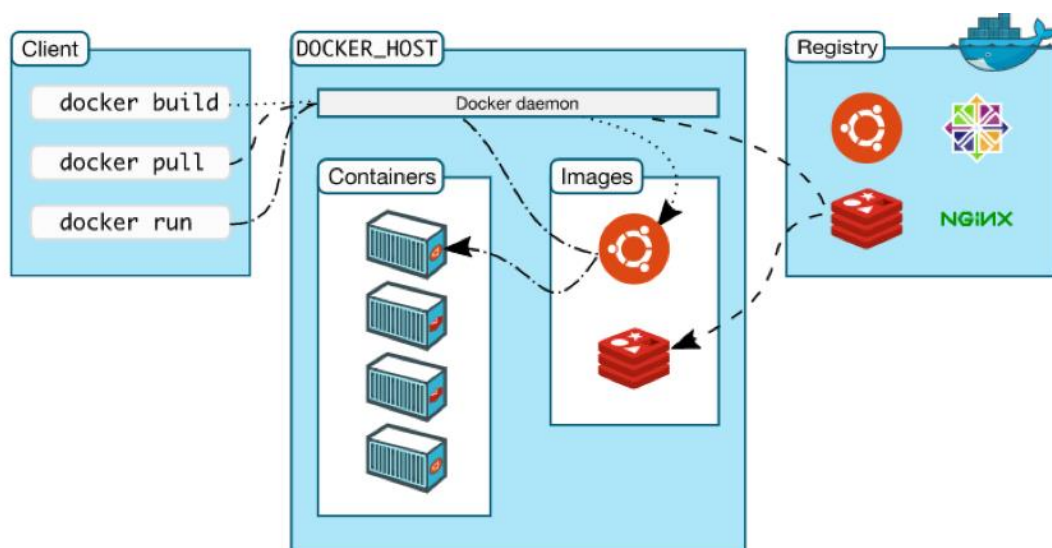 Client
docker build
docker pull
docker run
DOCKER_HOST
Docker daemon
Containers
Images
Registry
NGiNX